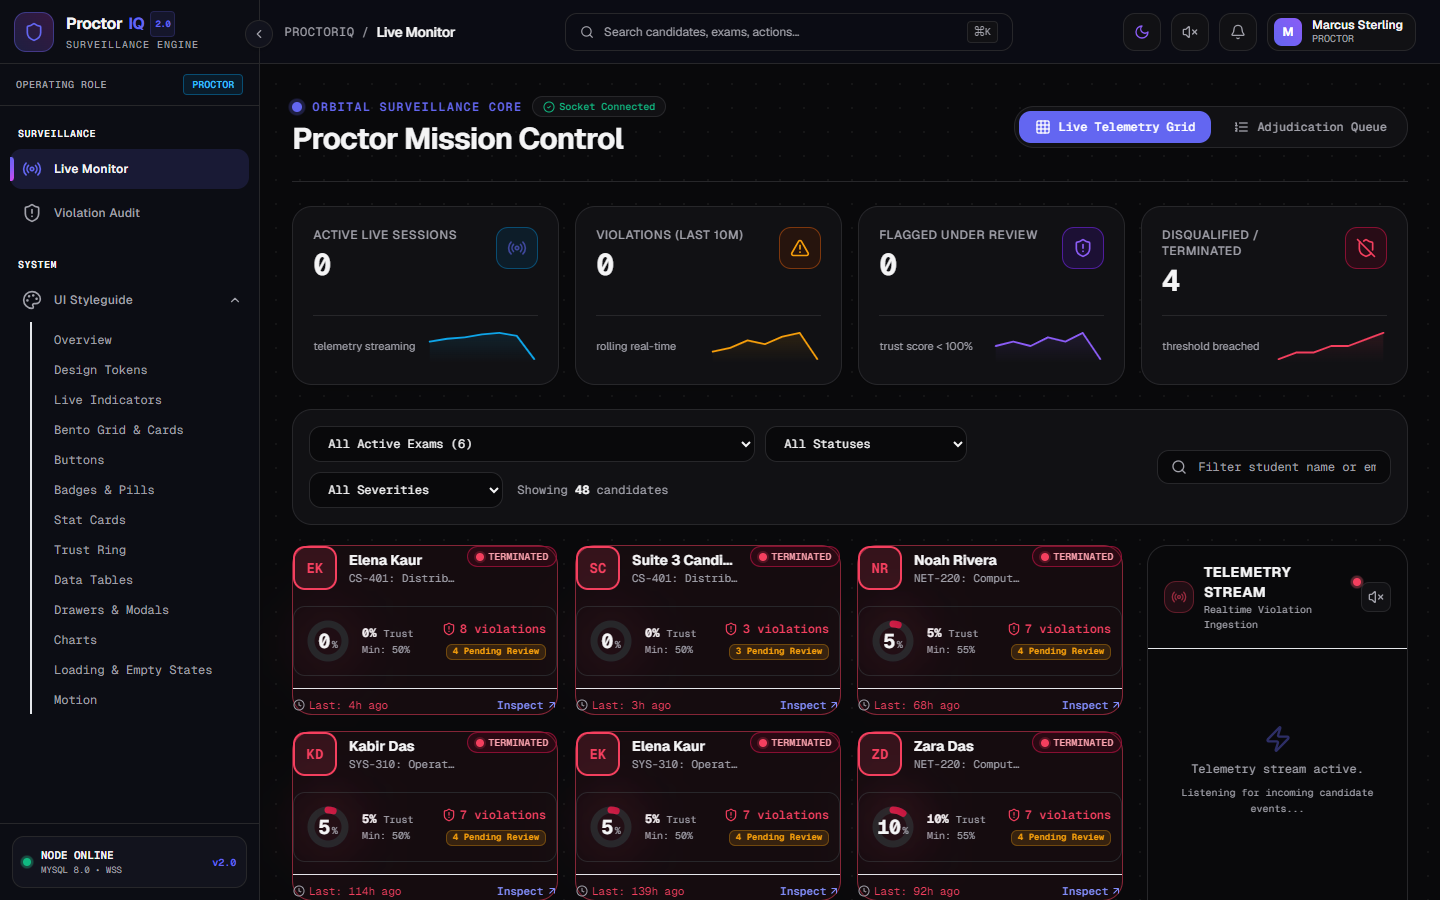 Proctor IQ 2.0
SURVEILLANCE ENGINE
PROCTORIQ / Live Monitor
Search candidates, exams, actions...
⌘K
M
Marcus Sterling
PROCTOR
OPERATING ROLE
PROCTOR
SURVEILLANCE
Live Monitor
Violation Audit
SYSTEM
UI Styleguide
Overview
Design Tokens
Live Indicators
Bento Grid & Cards
Buttons
Badges & Pills
Stat Cards
Trust Ring
Data Tables
Drawers & Modals
Charts
Loading & Empty States
Motion
NODE ONLINE
MYSQL 8.0 • WSS
v2.0
ORBITAL SURVEILLANCE CORE
Socket Connected
Proctor Mission Control
Live Telemetry Grid
Adjudication Queue
ACTIVE LIVE SESSIONS
0
telemetry streaming
VIOLATIONS (LAST 10M)
0
rolling real-time
FLAGGED UNDER REVIEW
0
trust score < 100%
DISQUALIFIED /
TERMINATED
4
threshold breached
All Active Exams (6)
All Statuses
All Severities
Showing 48 candidates
Filter student name or em
EK
Elena Kaur
TERMINATED
CS-401: Distrib…
0%
0% Trust
Min: 50%
8 violations
4 Pending Review
Last: 4h ago
Inspect ↗
SC
Suite 3 Candi...
TERMINATED
CS-401: Distrib…
0%
0% Trust
Min: 50%
3 violations
3 Pending Review
Last: 3h ago
Inspect ↗
NR
Noah Rivera
TERMINATED
NET-220: Comput…
5%
5% Trust
Min: 55%
7 violations
4 Pending Review
Last: 68h ago
Inspect ↗
KD
Kabir Das
TERMINATED
SYS-310: Operat…
5%
5% Trust
Min: 50%
7 violations
4 Pending Review
Last: 114h ago
Inspect ↗
EK
Elena Kaur
TERMINATED
SYS-310: Operat…
5%
5% Trust
Min: 50%
7 violations
4 Pending Review
Last: 139h ago
Inspect ↗
ZD
Zara Das
TERMINATED
NET-220: Comput…
10%
10% Trust
Min: 55%
7 violations
4 Pending Review
Last: 92h ago
Inspect ↗
TELEMETRY
STREAM
Realtime Violation
Ingestion
Telemetry stream active.
Listening for incoming candidate
events...